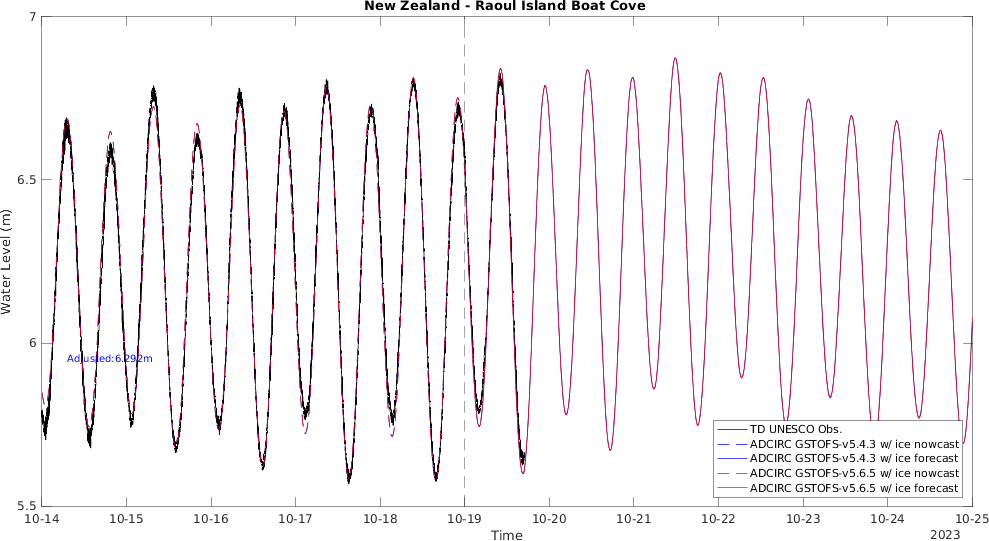 New Zealand - Raoul Island Boat Cove
7
6.5
6
5.5
Water Level (m)
Adjusted:6.292m
TD UNESCO Obs.
ADCIRC GSTOFS-v5.4.3 w/ ice nowcast
ADCIRC GSTOFS-v5.4.3 w/ ice forecast
ADCIRC GSTOFS-v5.6.5 w/ ice nowcast
ADCIRC GSTOFS-v5.6.5 w/ ice forecast
10-14 10-15 10-16 10-17 10-18 10-19 10-20 10-21 10-22 10-23 10-24 10-25
Time
2023